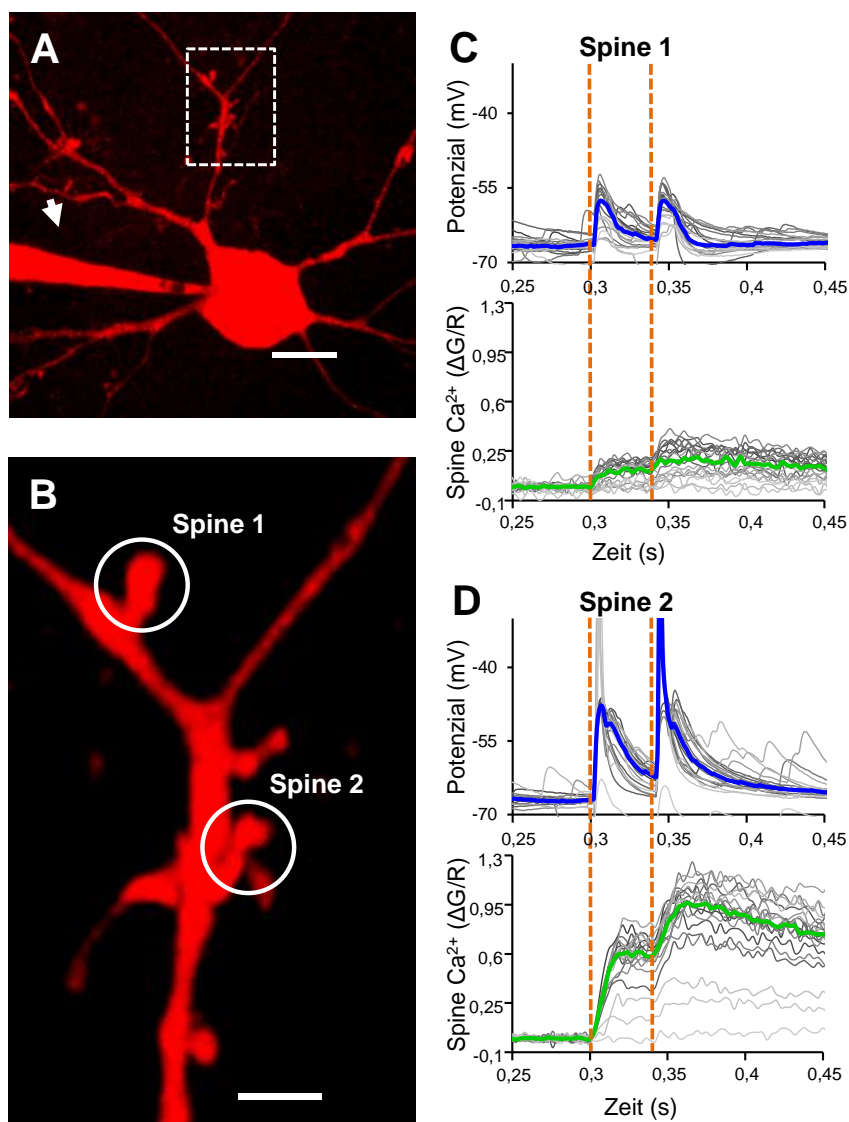 A
B
Spine 1
Spine 2
C
Spine 1
Potenzial (mV)
-40
-55
-70
0,25
0,3
0,35
0,4
0,45
Spine Ca²⁺ (ΔG/R)
1,3
0,95
0,6
0,25
-0,1
0,25
0,3
0,35
0,4
0,45
Zeit (s)
D
Spine 2
Potenzial (mV)
-40
-55
-70
0,25
0,3
0,35
0,4
0,45
Spine Ca²⁺ (ΔG/R)
1,3
0,95
0,6
0,25
-0,1
0,25
0,3
0,35
0,4
0,45
Zeit (s)